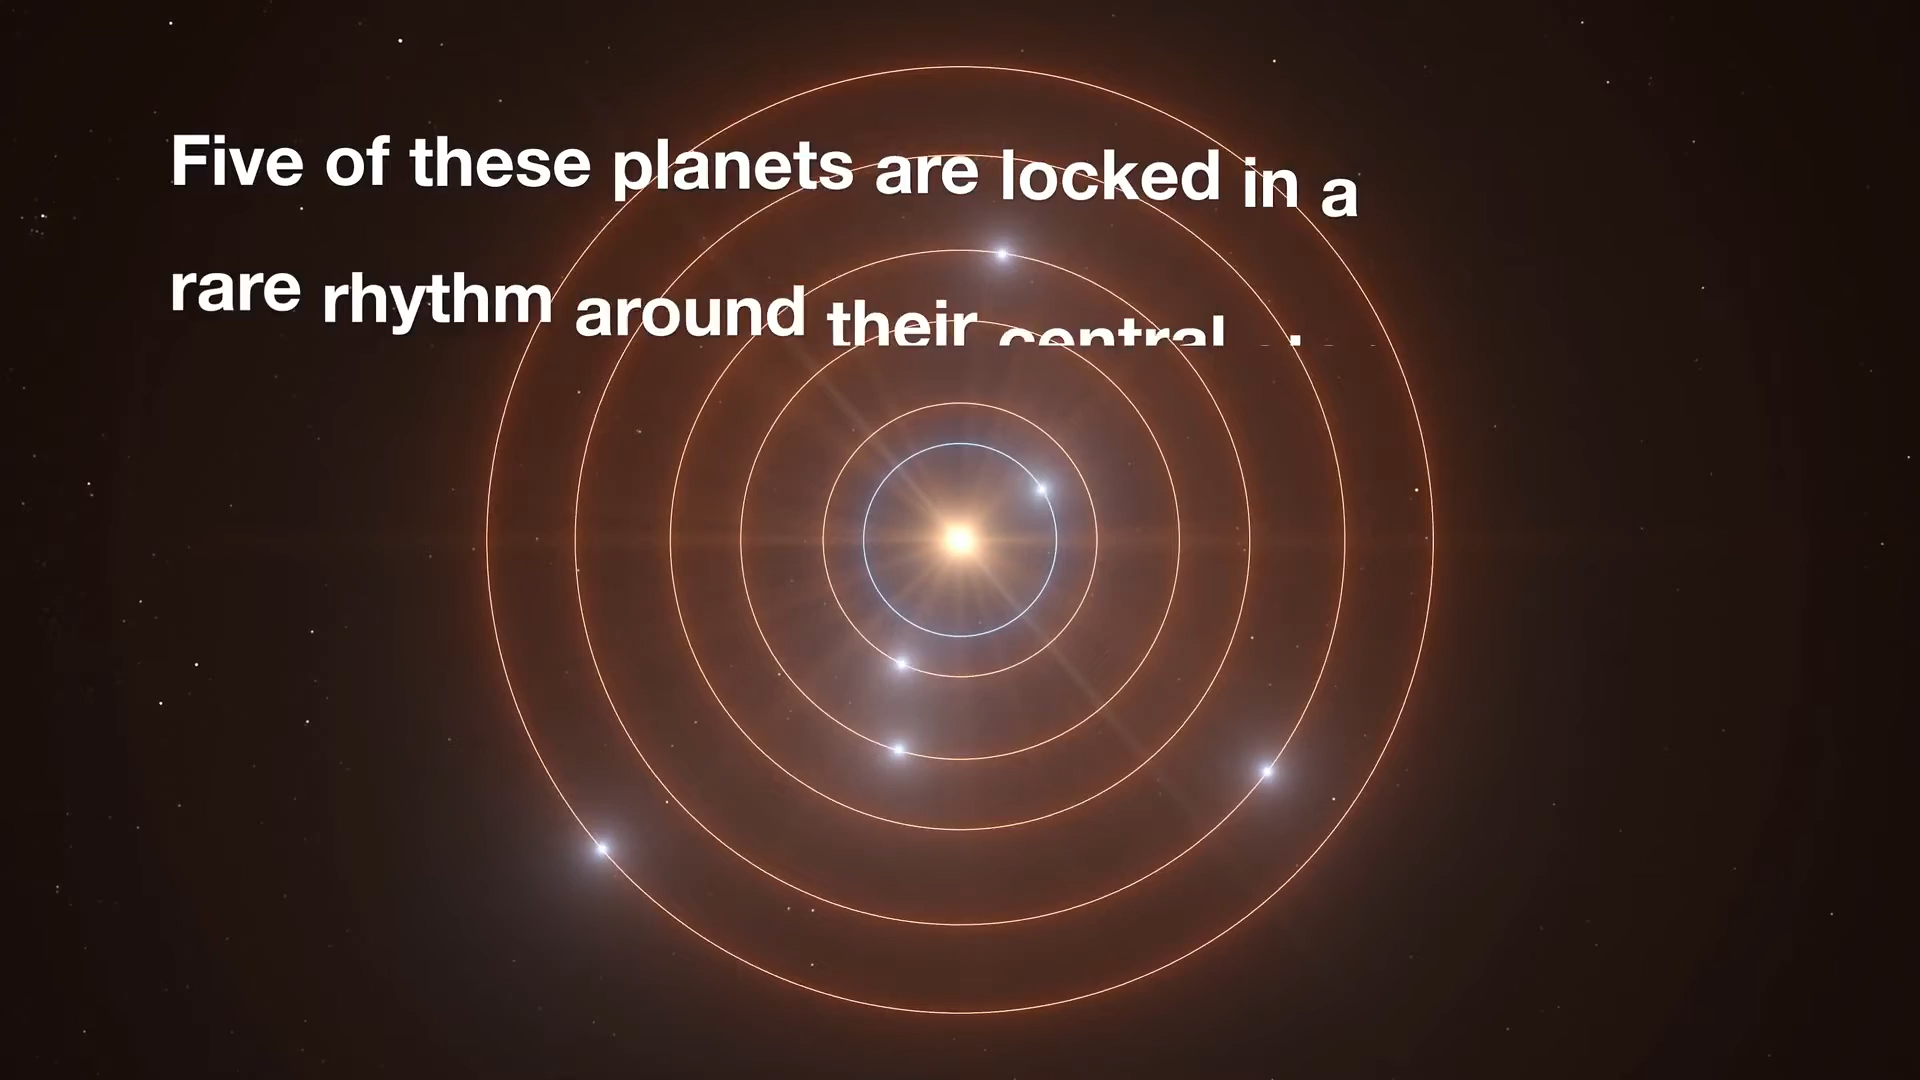 Five of these planets are locked in a
rare rhythm around their central